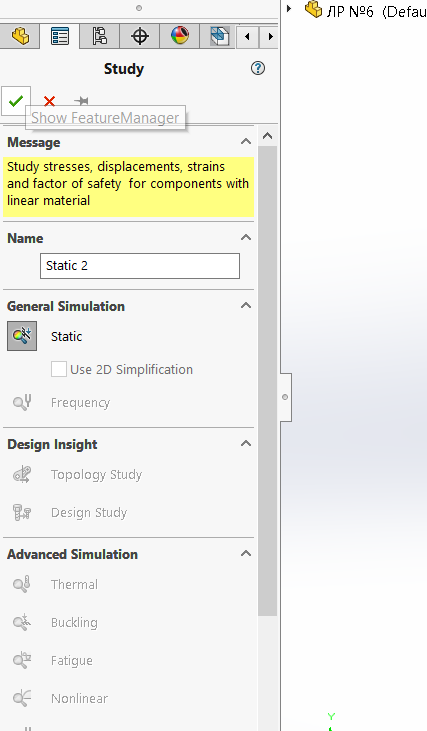 ЛР №6 (Defau
Study
Show FeatureManager
Message
Study stresses, displacements, strains
and factor of safety for components with
linear material
Name
Static 2
General Simulation
Static
Use 2D Simplification
Frequency
Design Insight
Topology Study
Design Study
Advanced Simulation
Thermal
Buckling
Fatigue
Nonlinear
Y